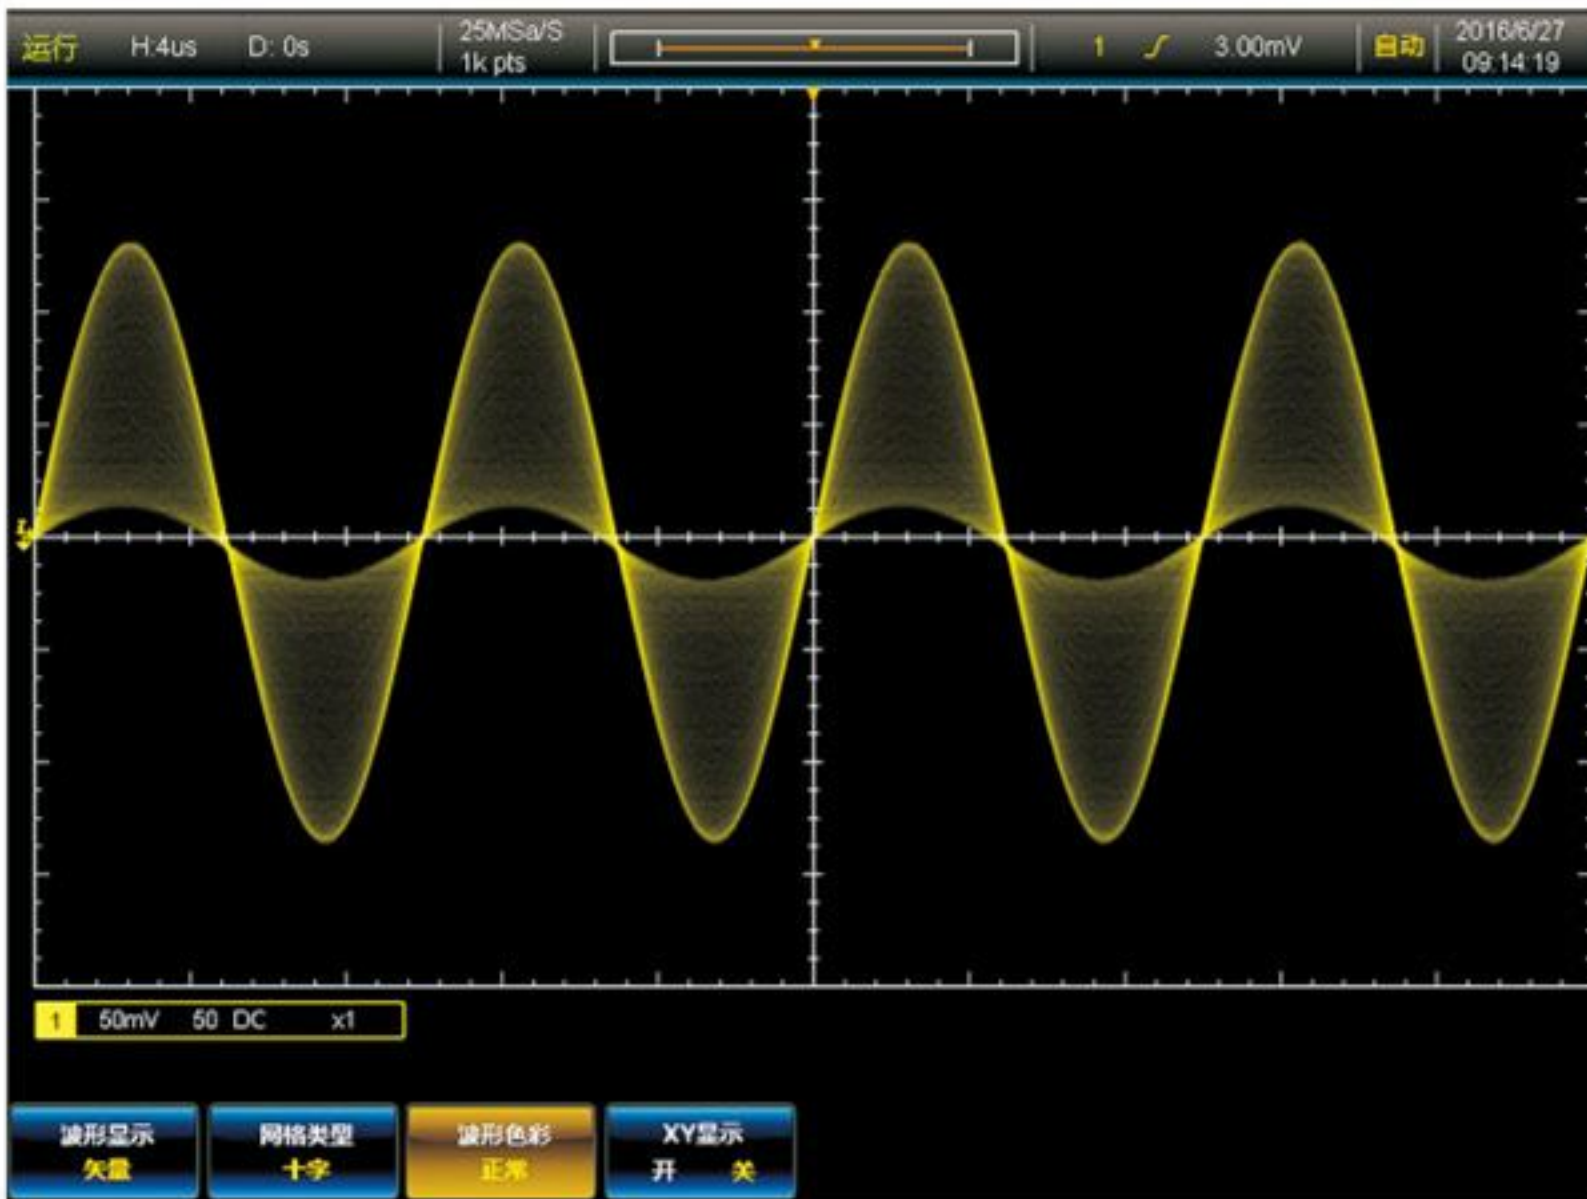 运行 H:4us D: 0s 25MSa/S 1 3.00mV 自动 2016/6/27
1k pts 09:14:19
1 50mV 50 DC x1
波形显示 网格类型 波形色彩 XY显示
矢量 十字 正常 开 关